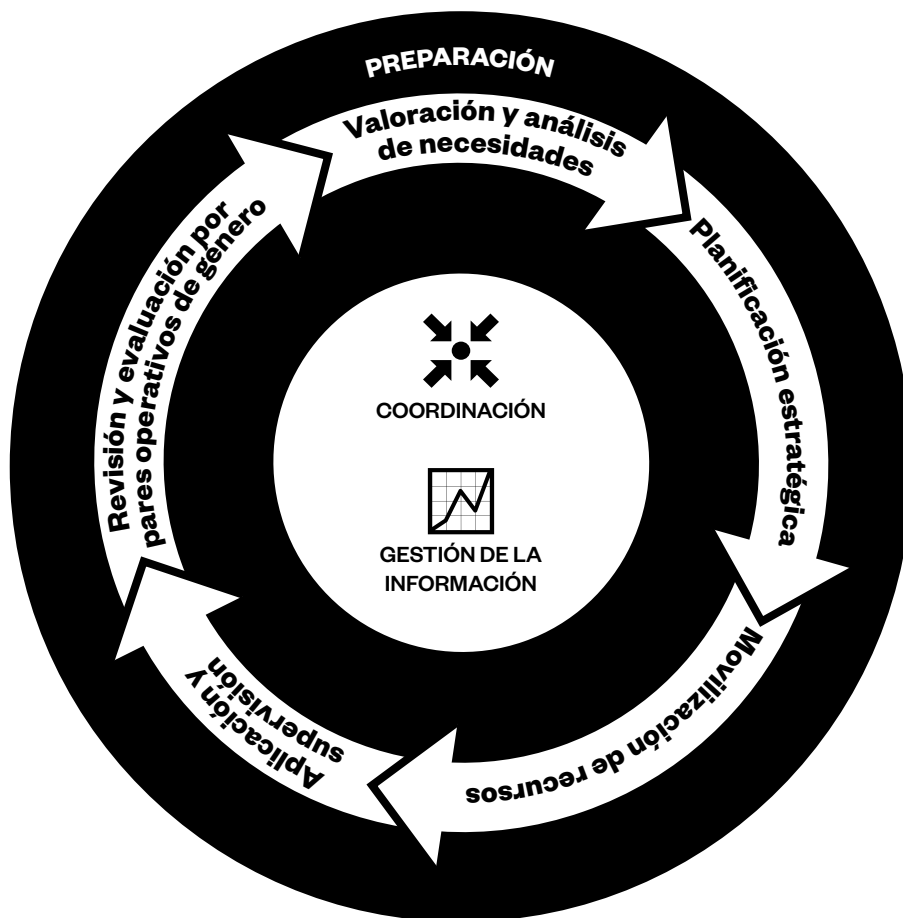 PREPARACIÓN
Valoración y análisis
de necesidades
Planificación estratégica
Movilización de recursos
Aplicación y
supervisión
Revisión y evaluación por
pares operativos de género
COORDINACIÓN
GESTIÓN DE LA
INFORMACIÓN